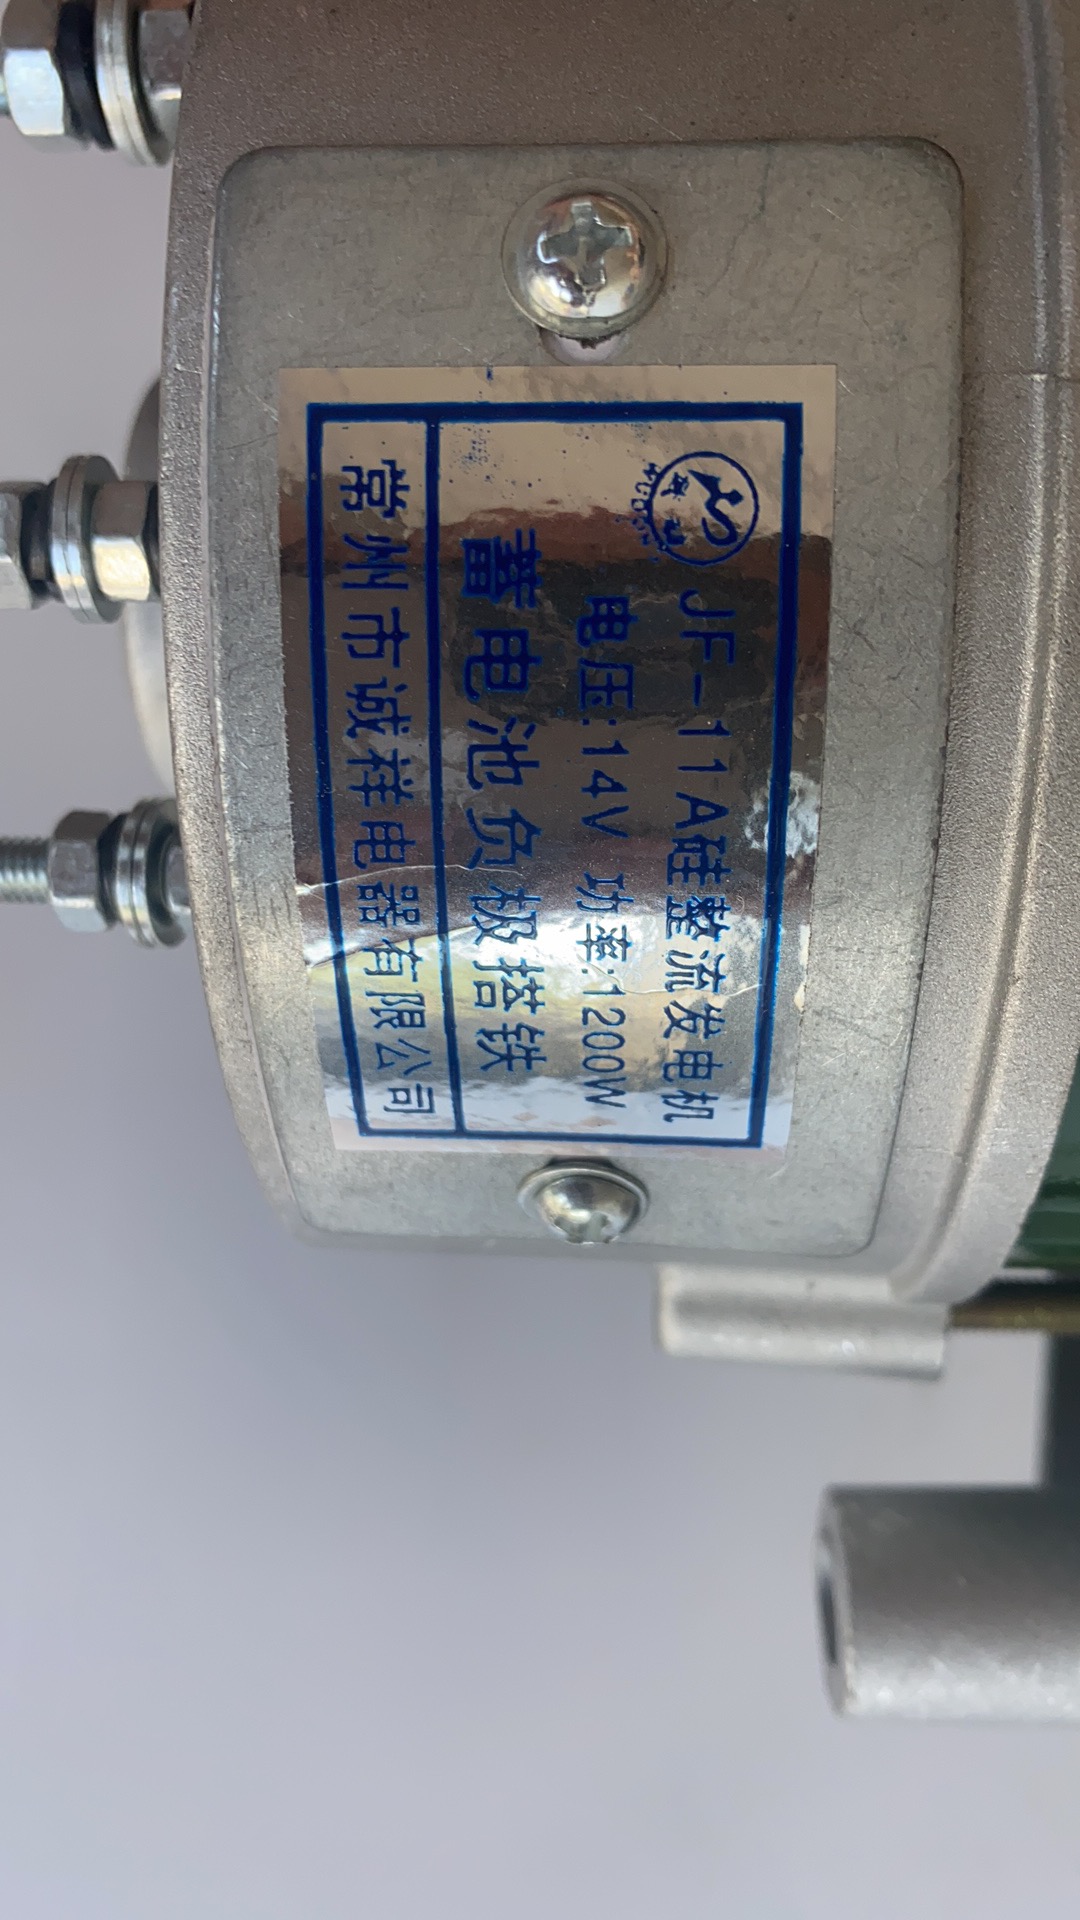 JF-11A硅整流发电机
电压:14V 功率:1200W
蓄电池负极搭铁
常州市诚祥电器有限公司